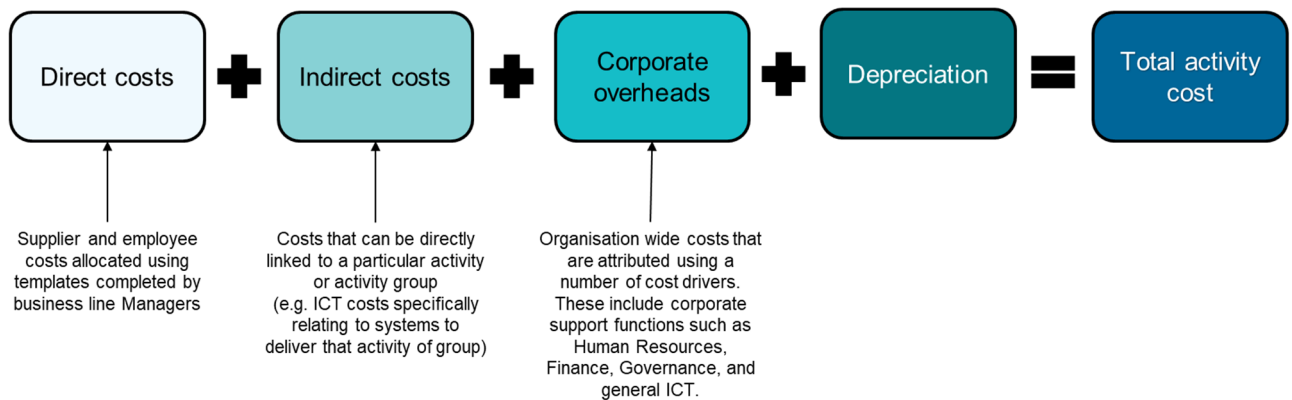 Direct costs
Indirect costs
Corporate
overheads
Depreciation
Total activity
cost
Supplier and employee
costs allocated using
templates completed by
business line Managers
Costs that can be directly
linked to a particular activity
or activity group
(e.g. ICT costs specifically
relating to systems to
deliver that activity of group)
Organisation wide costs that
are attributed using a
number of cost drivers.
These include corporate
support functions such as
Human Resources,
Finance, Governance, and
general ICT.